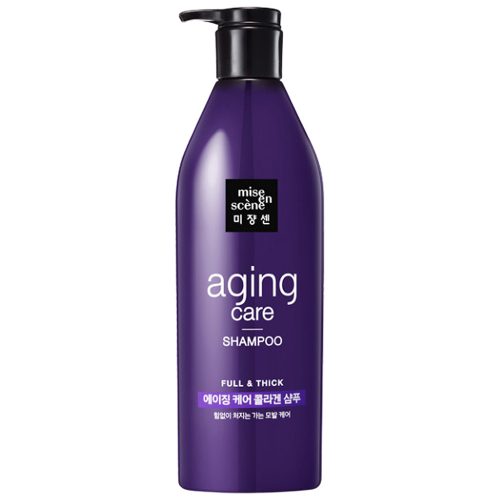 mise
en
scène
미쟝센
aging
care
SHAMPOO
FULL & THICK
에이징 케어 콜라겐 샴푸
힘없이 처지는 가는 모발 케어